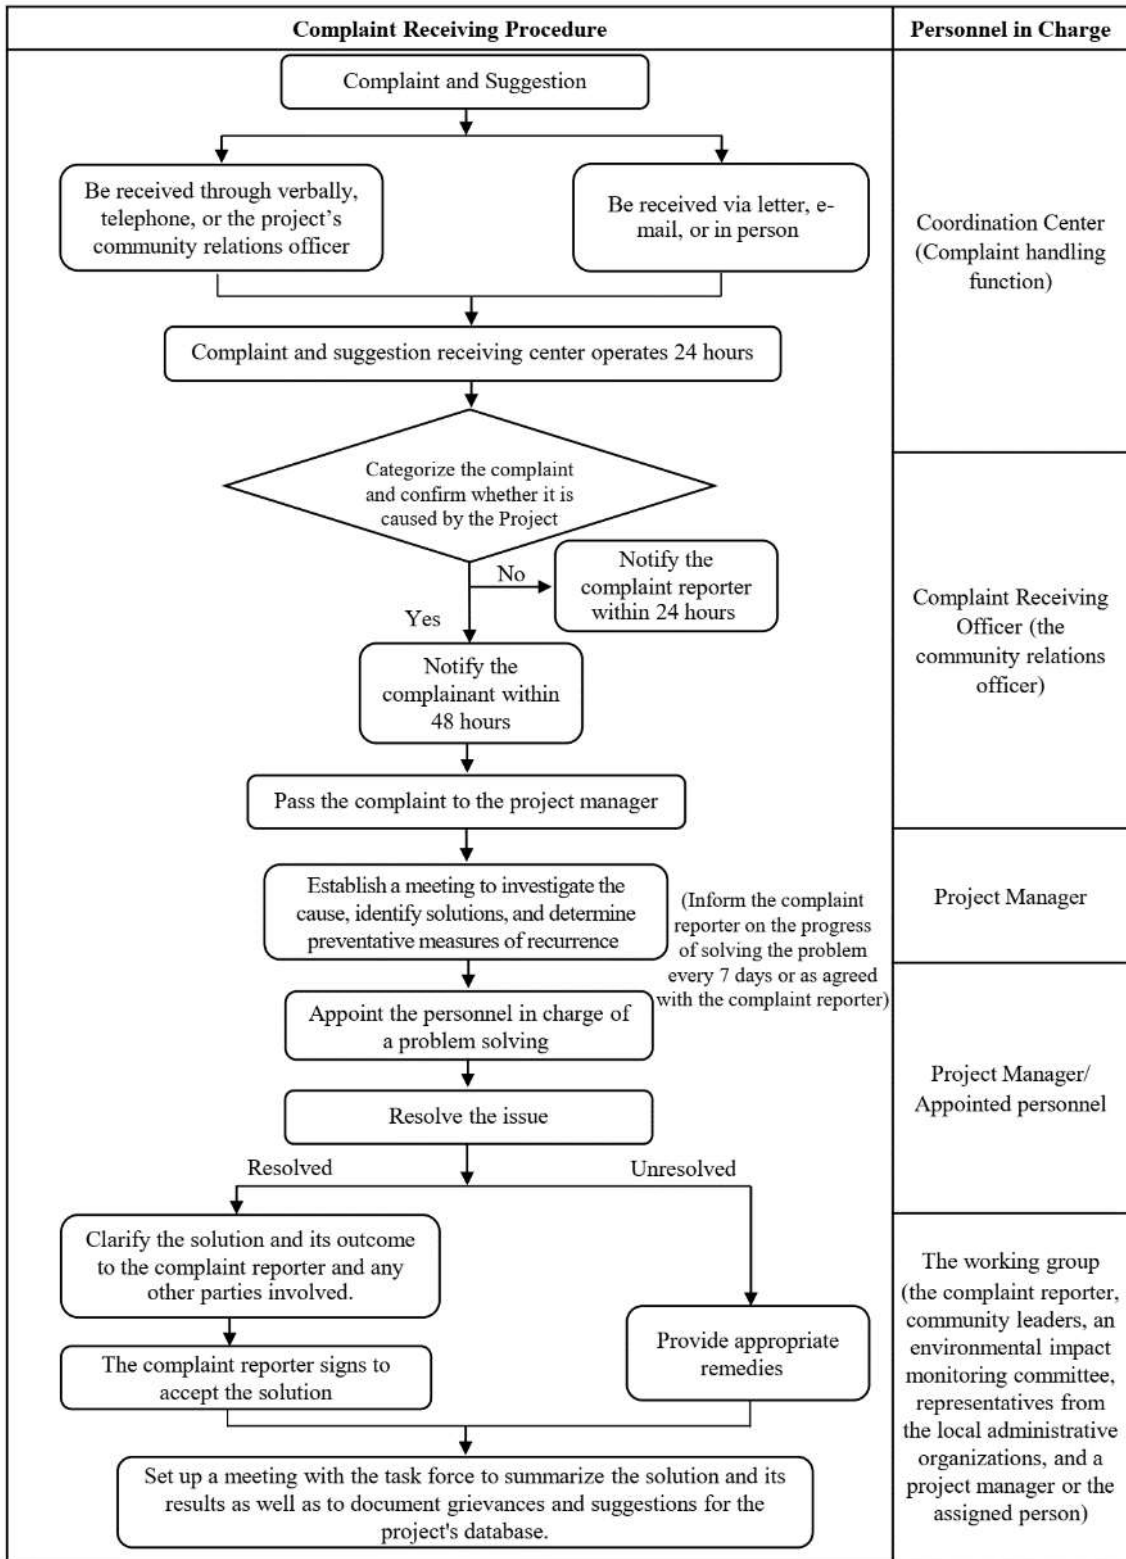 Complaint Receiving Procedure
Personnel in Charge
Complaint and Suggestion
Be received through verbally,
telephone, or the project's
community relations officer
Be received via letter, e-
mail, or in person
Coordination Center
(Complaint handling
function)
Complaint and suggestion receiving center operates 24 hours
Categorize the complaint
and confirm whether it is
caused by the Project
No
Notify the
complaint reporter
within 24 hours
Yes
Notify the
complainant within
48 hours
Complaint Receiving
Officer (the
community relations
officer)
Pass the complaint to the project manager
Establish a meeting to investigate the
cause, identify solutions, and determine
preventative measures of recurrence
(Inform the complaint
reporter on the progress
of solving the problem
every 7 days or as agreed
with the complaint reporter)
Project Manager
Appoint the personnel in charge of
a problem solving
Resolve the issue
Project Manager/
Appointed personnel
Resolved
Unresolved
Clarify the solution and its outcome
to the complaint reporter and any
other parties involved.
The complaint reporter signs to
accept the solution
Provide appropriate
remedies
The working group
(the complaint reporter,
community leaders, an
environmental impact
monitoring committee,
representatives from
the local administrative
organizations, and a
project manager or the
assigned person)
Set up a meeting with the task force to summarize the solution and its
results as well as to document grievances and suggestions for the
project's database.